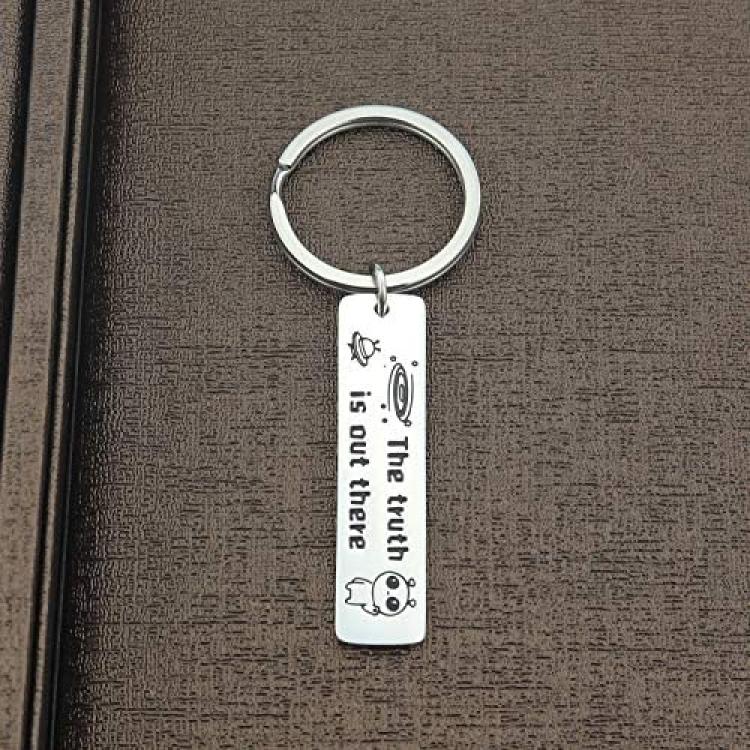 The truth
is out there